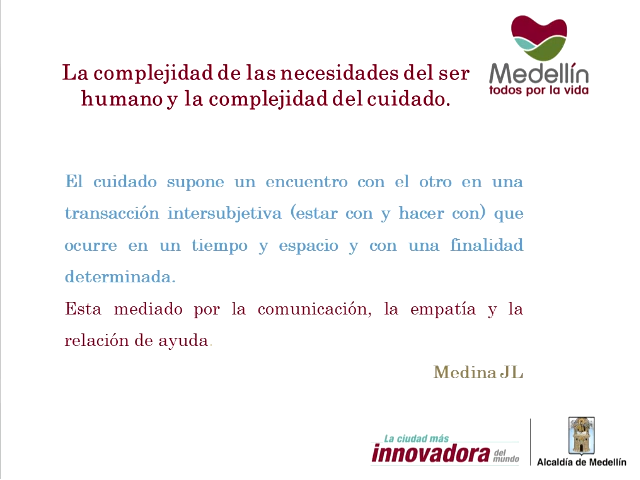 La complejidad de las necesidades del ser
humano y la complejidad del cuidado.
Medellín
todos por la vida
El cuidado supone un encuentro con el otro en una
transacción intersubjetiva (estar con y hacer con) que
ocurre en un tiempo y espacio y con una finalidad
determinada.
Esta mediado por la comunicación, la empatía y la
relación de ayuda.
Medina JL
La ciudad más
innovadora del
mundo
Alcaldía de Medellín